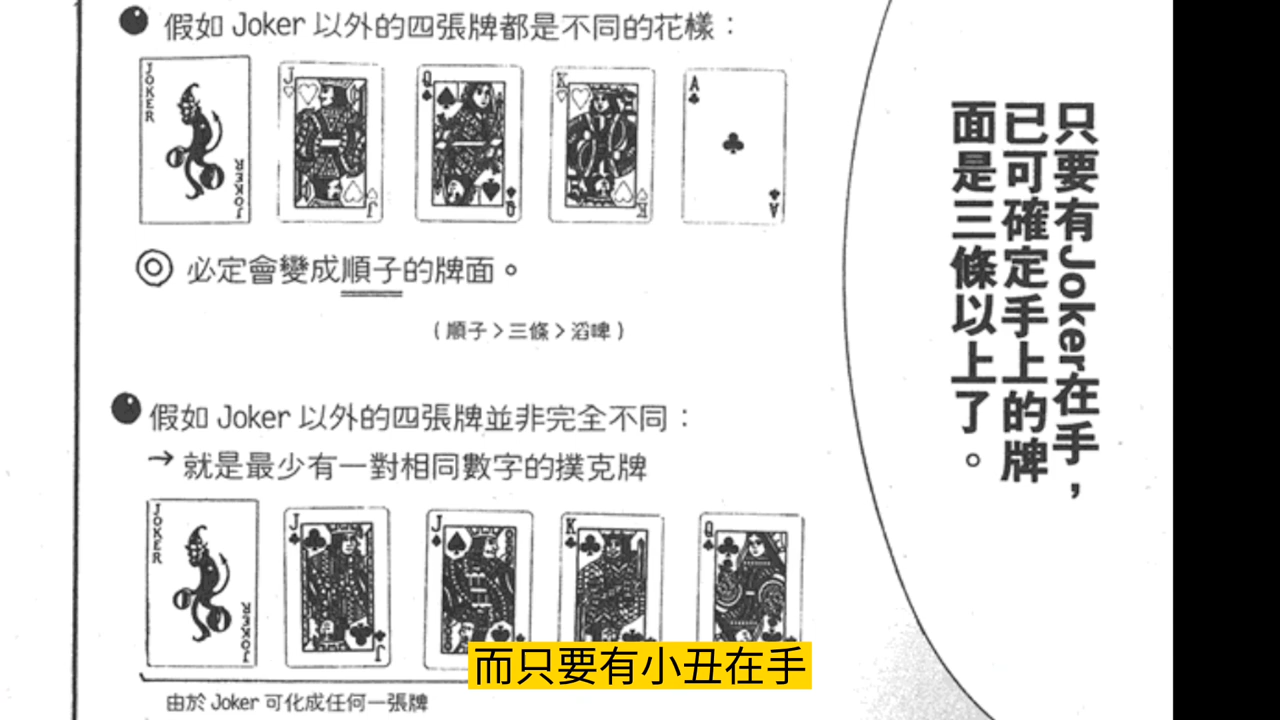 假如 Joker 以外的四張牌都是不同的花樣：
JOKER
JOKER
J
J
Q
Q
K
K
A
A
◎ 必定會變成順子的牌面。
（順子＞三條＞滔啤）
假如 Joker 以外的四張牌並非完全不同：
→ 就是最少有一對相同數字的撲克牌
JOKER
JOKER
J
J
J
K
Q
由於 Joker 可化成任何一張牌
只要有Joker在手，
已可確定手上的牌
面是三條以上了。
而只要有小丑在手